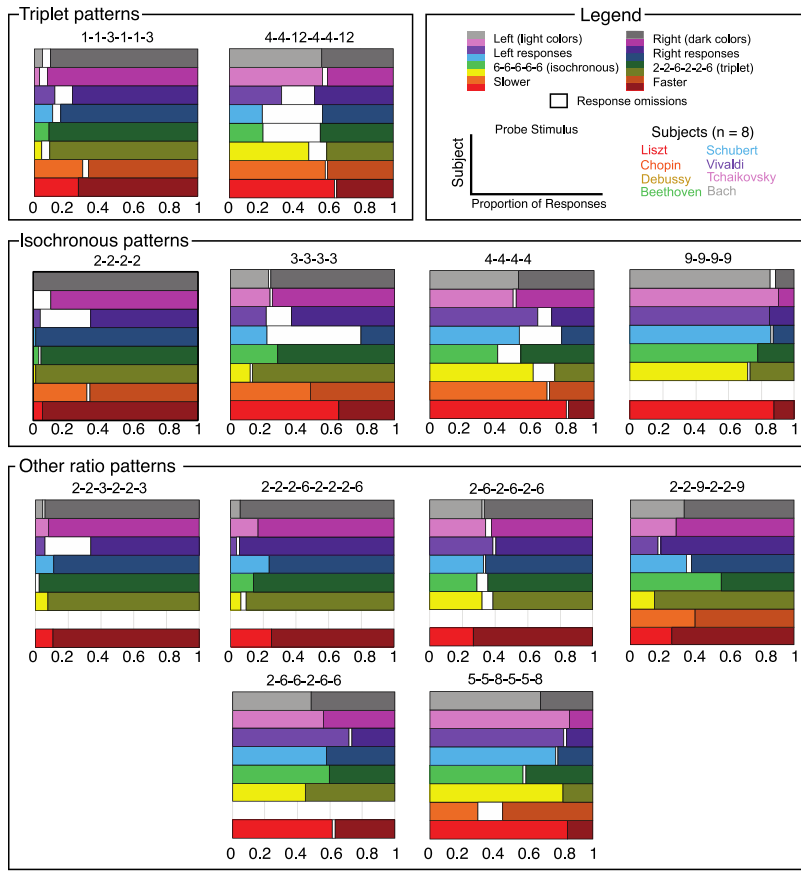 Triplet patterns
1-1-3-1-1-3
4-4-12-4-4-12
0 0.2 0.4 0.6 0.8 1
0 0.2 0.4 0.6 0.8 1
Legend
Left (light colors)
Right (dark colors)
Left responses
Right responses
6-6-6-6-6 (isochronous)
2-2-6-2-2-6 (triplet)
Slower
Faster
Response omissions
Probe Stimulus
Subject
Proportion of Responses
Subjects (n = 8)
Liszt
Schubert
Chopin
Vivaldi
Debussy
Tchaikovsky
Beethoven
Bach
Isochronous patterns
2-2-2-2
3-3-3-3
4-4-4-4
9-9-9-9
0 0.2 0.4 0.6 0.8 1
0 0.2 0.4 0.6 0.8 1
0 0.2 0.4 0.6 0.8 1
0 0.2 0.4 0.6 0.8 1
Other ratio patterns
2-2-3-2-2-3
2-2-2-6-2-2-2-6
2-6-2-6-2-6
2-2-9-2-2-9
0 0.2 0.4 0.6 0.8 1
0 0.2 0.4 0.6 0.8 1
0 0.2 0.4 0.6 0.8 1
0 0.2 0.4 0.6 0.8 1
2-6-6-2-6-6
5-5-8-5-5-8
0 0.2 0.4 0.6 0.8 1
0 0.2 0.4 0.6 0.8 1